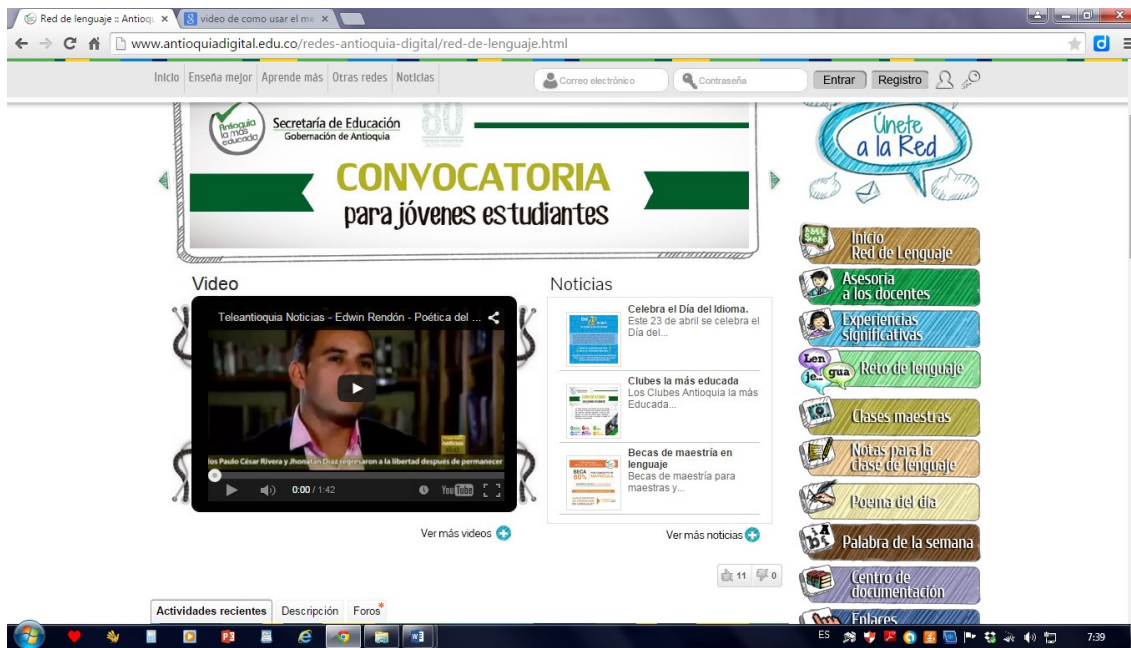 Red de lenguaje :: Antioqu
video de como usar el me
www.antioquiadigital.edu.co/redes-antioquia-digital/red-de-lenguaje.html
Inicio Enseña mejor Aprende más Otras redes Noticias
Correo electrónico
Contraseña
Entrar
Registro
Antioquia
la más
educada
Secretaría de Educación
Gobernación de Antioquia
80
CONVOCATORIA
para jóvenes estudiantes
Únete
a la Red
Inicio
Red de Lenguaje
Asesoría
a los docentes
Experiencias
significativas
Len
je... gua
Reto de lenguaje
Clases maestras
Notas para la
clase de lenguaje
Poema del día
Palabra de la semana
Centro de
documentación
Enlaces
Video
Teleantioquia Noticias - Edwin Rendón - Poética del ...
los Paulo César Rivera y Jhonatan Díaz regresaron a la libertad después de permanecer
0:00 / 1:42
YouTube
Ver más videos
Noticias
Celebra el Día del Idioma.
Este 23 de abril se celebra el
Día del...
Clubes la más educada
Los Clubes Antioquia la más
Educada...
Becas de maestría en
lenguaje
Becas de maestría para
maestras y...
Ver más noticias
11 0
Actividades recientes Descripción Foros
ES
7:39